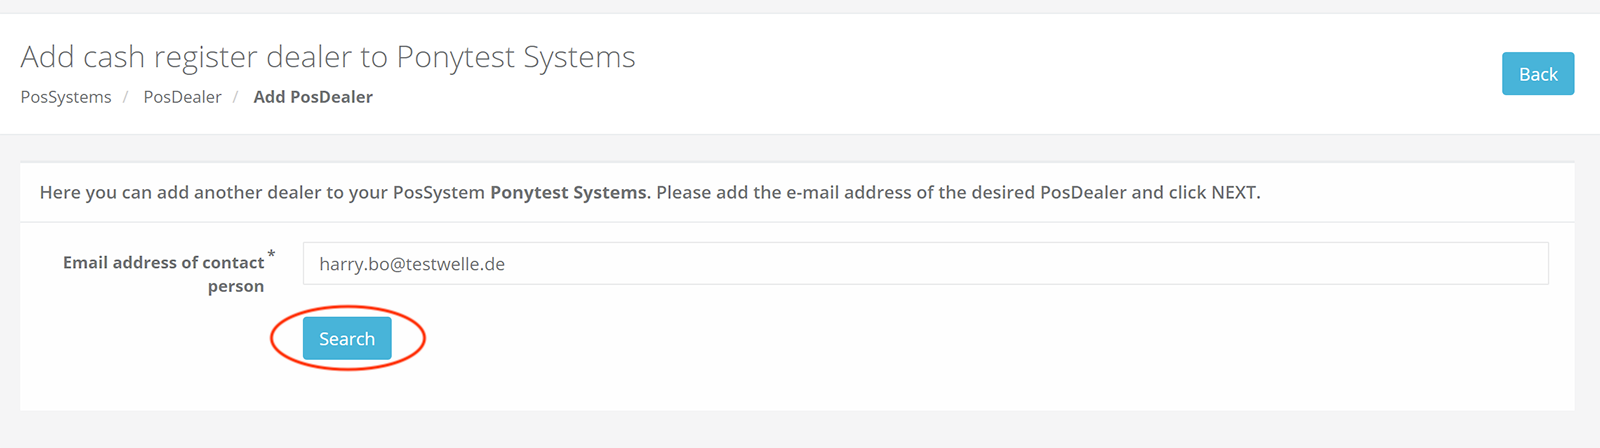 Add cash register dealer to Ponytest Systems
Back
PosSystems / PosDealer / Add PosDealer
Here you can add another dealer to your PosSystem Ponytest Systems. Please add the e-mail address of the desired PosDealer and click NEXT.
Email address of contact *
person
harry.bo@testwelle.de
Search